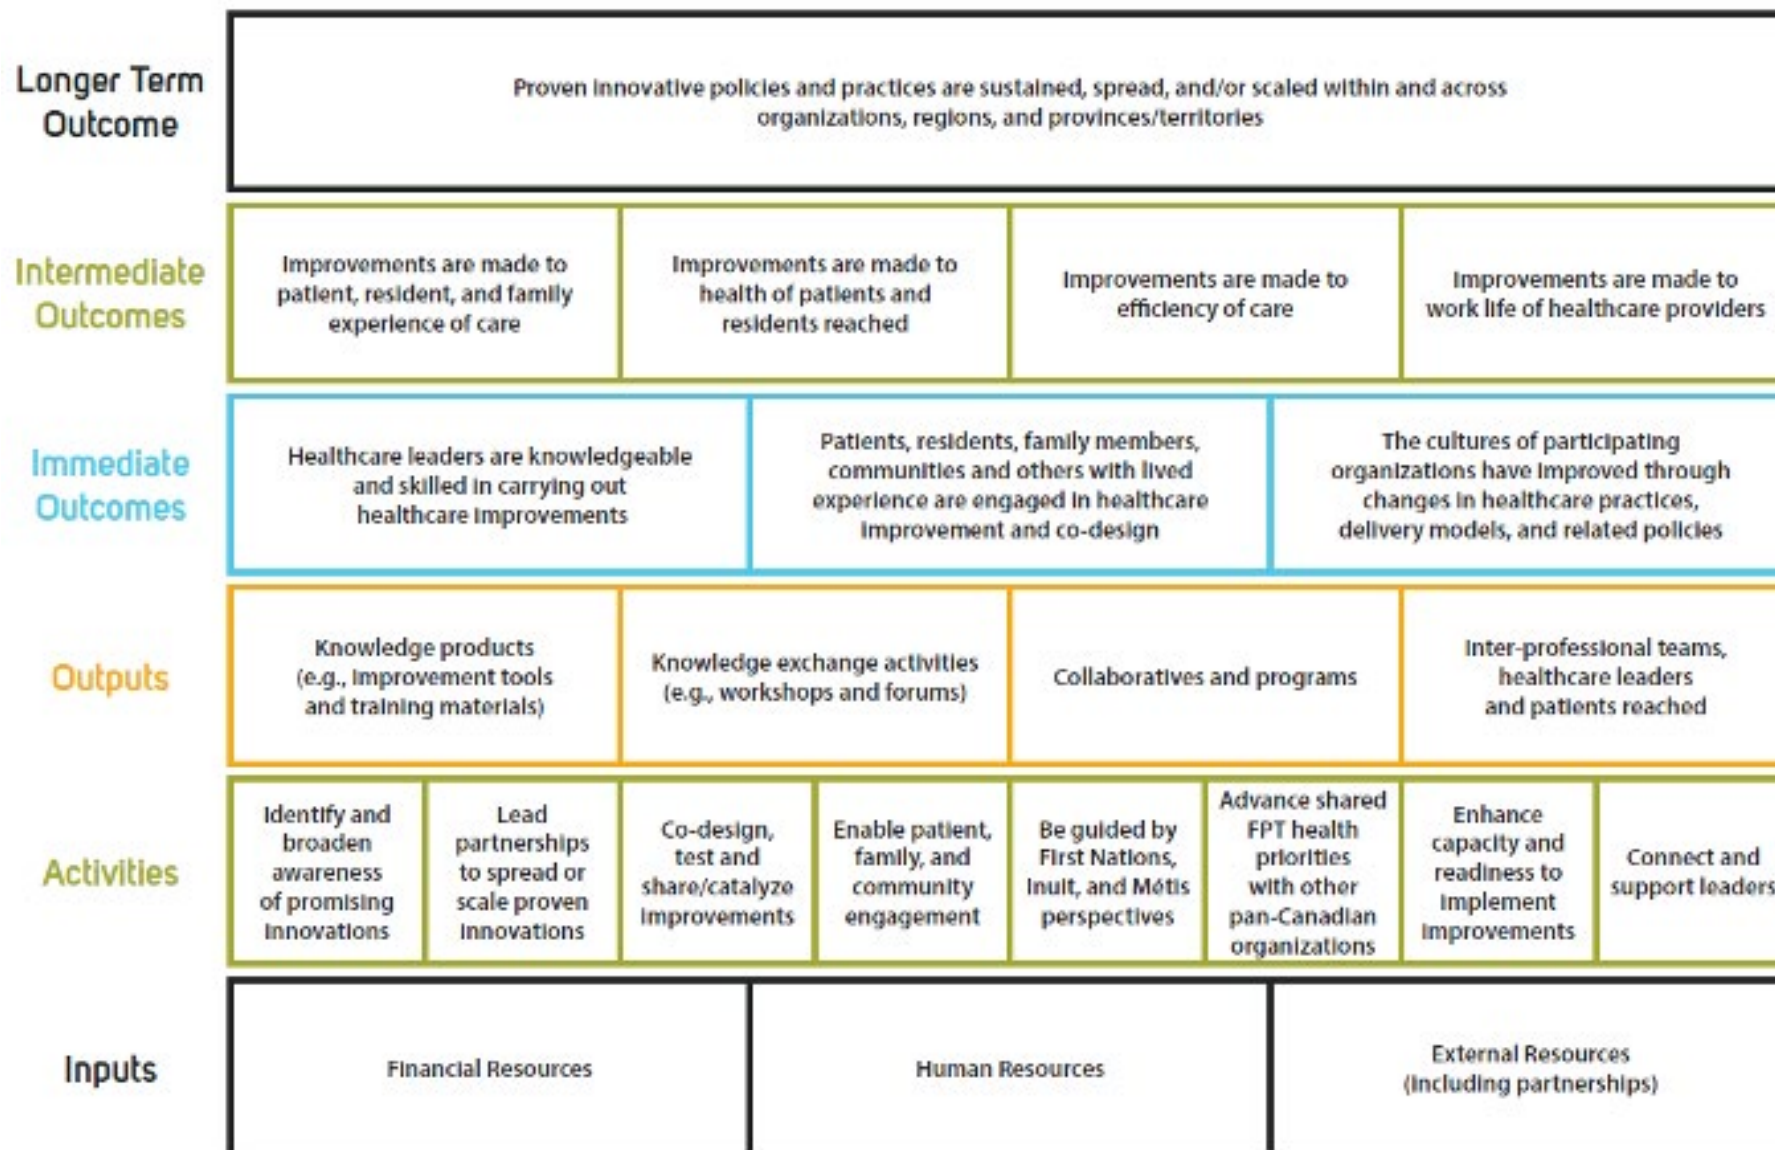 Longer Term
Outcome
Proven innovative policies and practices are sustained, spread, and/or scaled within and across
organizations, regions, and provinces/territories
Intermediate
Outcomes
Improvements are made to
patient, resident, and family
experience of care
Improvements are made to
health of patients and
residents reached
Improvements are made to
efficiency of care
Improvements are made to
work life of healthcare providers
Immediate
Outcomes
Healthcare leaders are knowledgeable
and skilled in carrying out
healthcare improvements
Patients, residents, family members,
communities and others with lived
experience are engaged in healthcare
improvement and co-design
The cultures of participating
organizations have improved through
changes in healthcare practices,
delivery models, and related policies
Outputs
Knowledge products
(e.g., improvement tools
and training materials)
Knowledge exchange activities
(e.g., workshops and forums)
Collaboratives and programs
Inter-professional teams,
healthcare leaders
and patients reached
Activities
Identify and
broaden
awareness
of promising
innovations
Lead
partnerships
to spread or
scale proven
innovations
Co-design,
test and
share/catalyze
improvements
Enable patient,
family, and
community
engagement
Be guided by
First Nations,
Inuit, and Métis
perspectives
Advance shared
FPT health
priorities
with other
pan-Canadian
organizations
Enhance
capacity and
readiness to
implement
improvements
Connect and
support leaders
Inputs
Financial Resources
Human Resources
External Resources
(including partnerships)